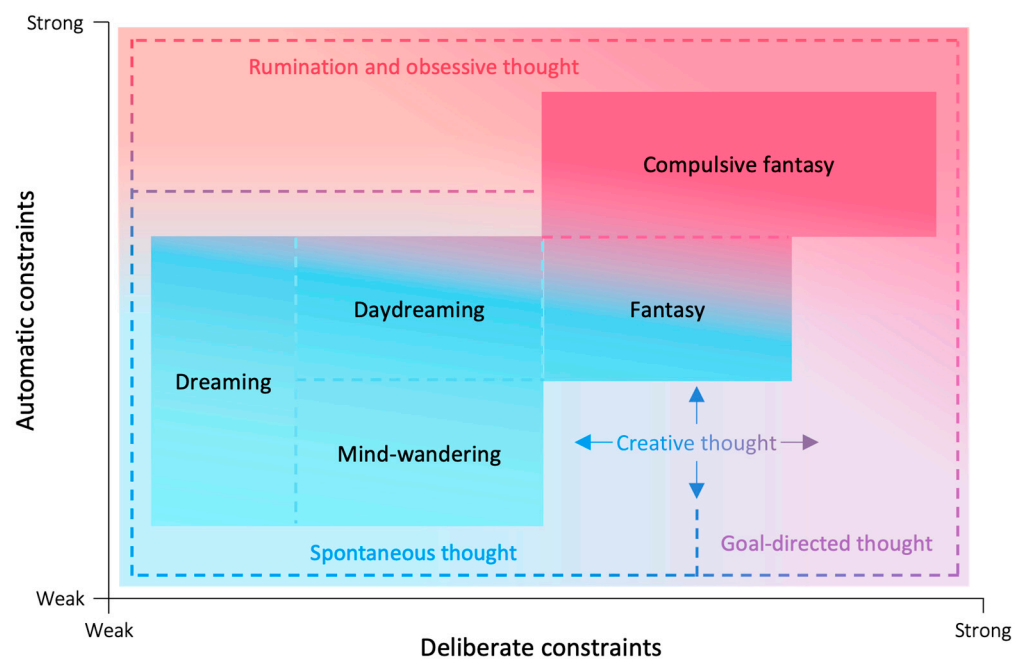 Strong
Rumination and obsessive thought
Compulsive fantasy
Automatic constraints
Daydreaming
Fantasy
Dreaming
Creative thought
Mind-wandering
Goal-directed thought
Spontaneous thought
Weak
Weak
Strong
Deliberate constraints